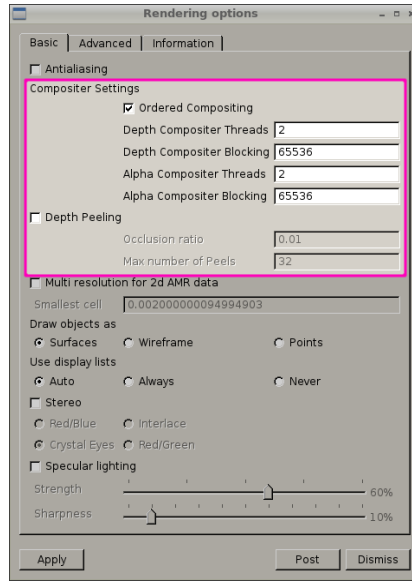 Rendering options
Basic Advanced Information
Antialiasing
Compositer Settings
Ordered Compositing
Depth Compositer Threads 2
Depth Compositer Blocking 65536
Alpha Compositer Threads 2
Alpha Compositer Blocking 65536
Depth Peeling
Occlusion ratio 0.01
Max number of Peels 32
Multi resolution for 2d AMR data
Smallest cell 0.002000000094994903
Draw objects as
Surfaces Wireframe Points
Use display lists
Auto Always Never
Stereo
Red/Blue Interlace
Crystal Eyes Red/Green
Specular lighting
Strength 60%
Sharpness 10%
Apply Post Dismiss